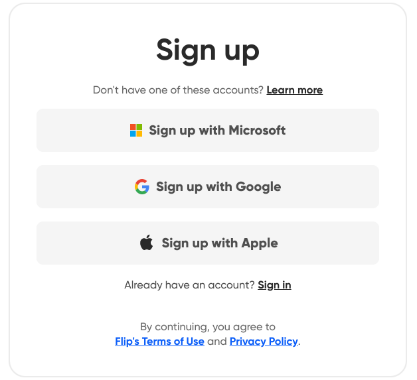 Sign up
Don't have one of these accounts? Learn more
Sign up with Microsoft
Sign up with Google
Sign up with Apple
Already have an account? Sign in
By continuing, you agree to
Flip's Terms of Use and Privacy Policy.